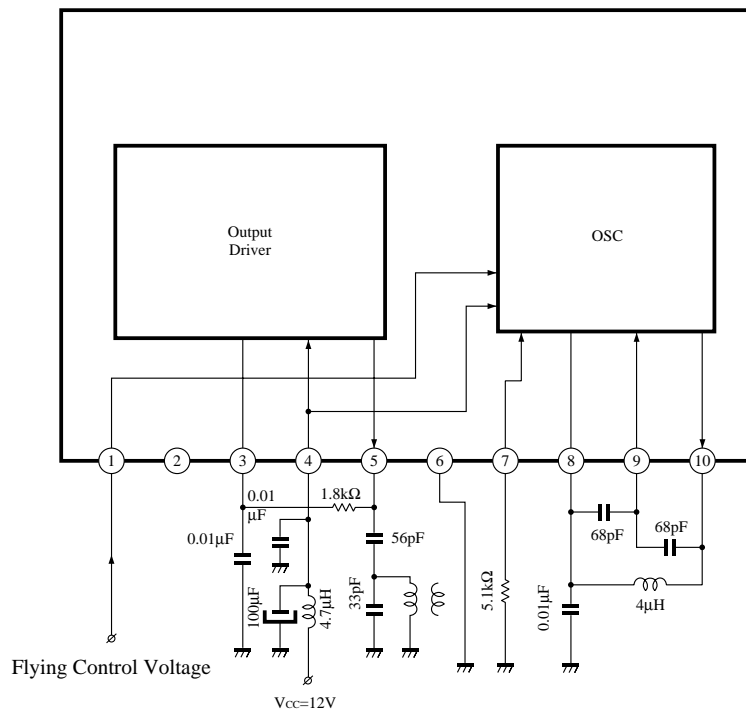 Output
Driver
OSC
1
2
3
4
5
6
7
8
9
10
0.01
μF
1.8kΩ
0.01μF
56pF
68pF
68pF
100μF
4.7μH
33pF
5.1kΩ
0.01μF
4μH
Flying Control Voltage
VCC=12V